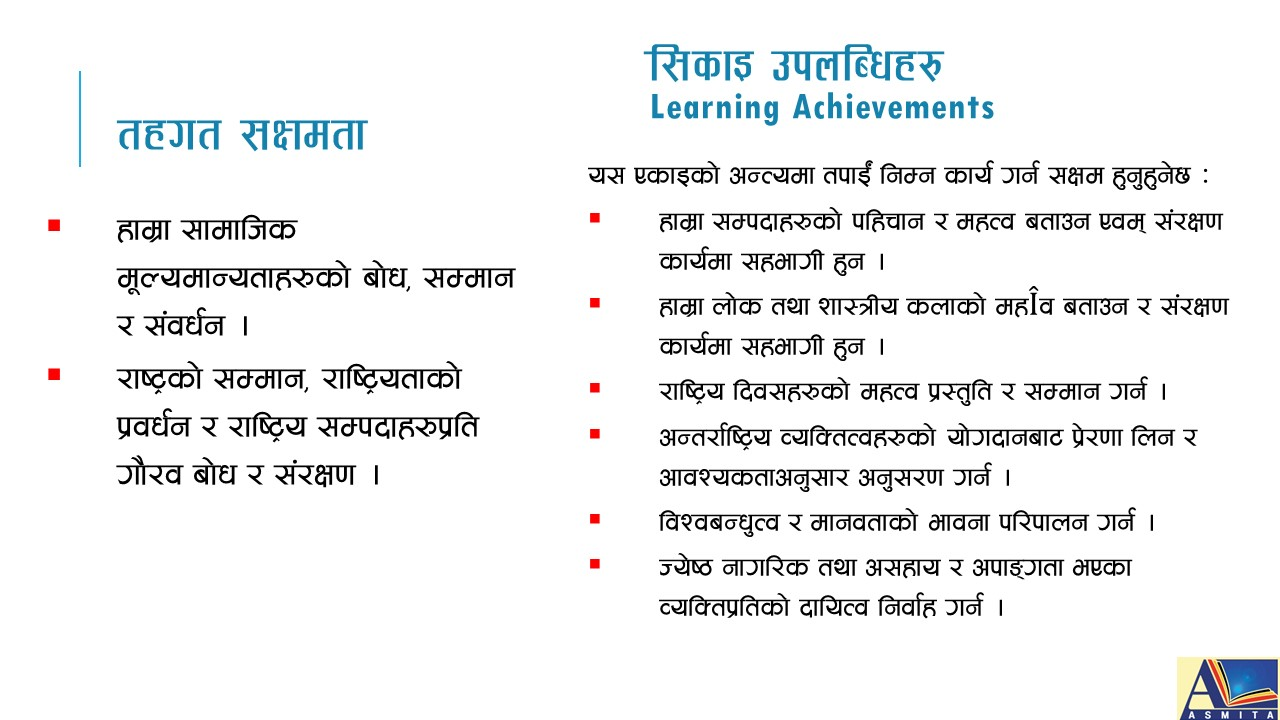 तहगत सक्षमता
हाम्रा सामाजिक
मूल्यमान्यताहरुको बोध, सम्मान
र संवर्धन ।
राष्ट्रको सम्मान, राष्ट्रियताको
प्रवर्धन र राष्ट्रिय सम्पदाहरुप्रति
गौरव बोध र संरक्षण ।
सिकाइ उपलब्धिहरु
Learning Achievements
यस एकाइको अन्त्यमा तपाईं निम्न कार्य गर्न सक्षम हुनुहुनेछ :
हाम्रा सम्पदाहरुको पहिचान र महत्व बताउन एवम् संरक्षण
कार्यमा सहभागी हुन ।
हाम्रा लोक तथा शास्त्रीय कलाको महÎव बताउन र संरक्षण
कार्यमा सहभागी हुन ।
राष्ट्रिय दिवसहरुको महत्व प्रस्तुति र सम्मान गर्न ।
अन्तर्राष्ट्रिय व्यक्तित्वहरुको योगदानबाट प्रेरणा लिन र
आवश्यकताअनुसार अनुसरण गर्न ।
विश्वबन्धुत्व र मानवताको भावना परिपालन गर्न ।
ज्येष्ठ नागरिक तथा असहाय र अपाङ्गता भएका
व्यक्तिप्रतिको दायित्व निर्वाह गर्न ।
ASMITA